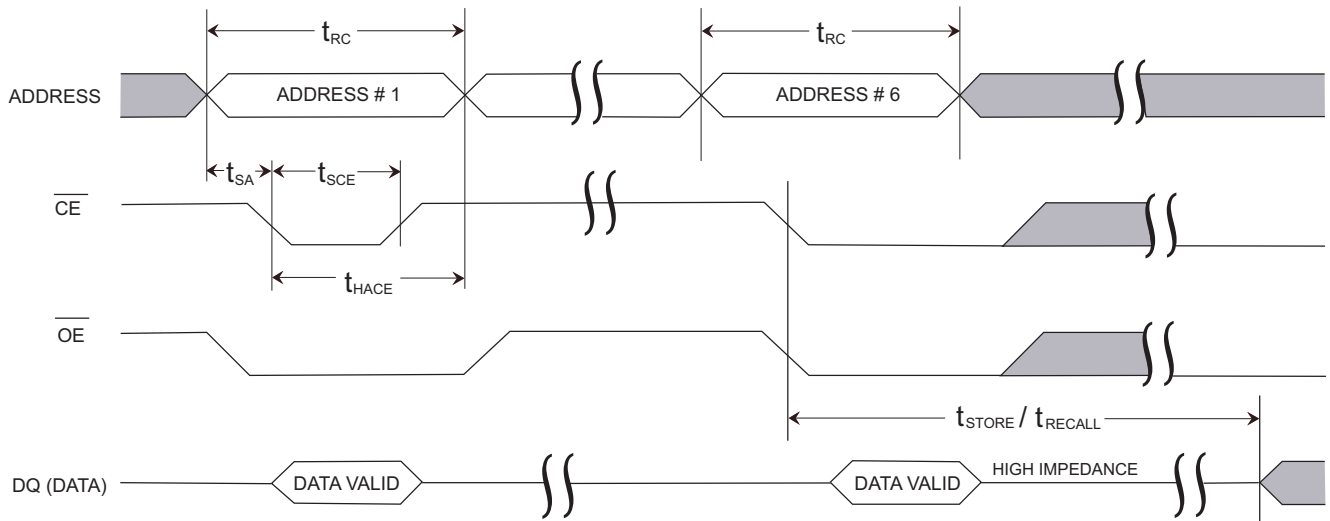 tRC tRC
ADDRESS ADDRESS # 1 ADDRESS # 6
tSA tSCE
CE
tHACE
OE
tSTORE / tRECALL
DQ (DATA) DATA VALID DATA VALID HIGH IMPEDANCE